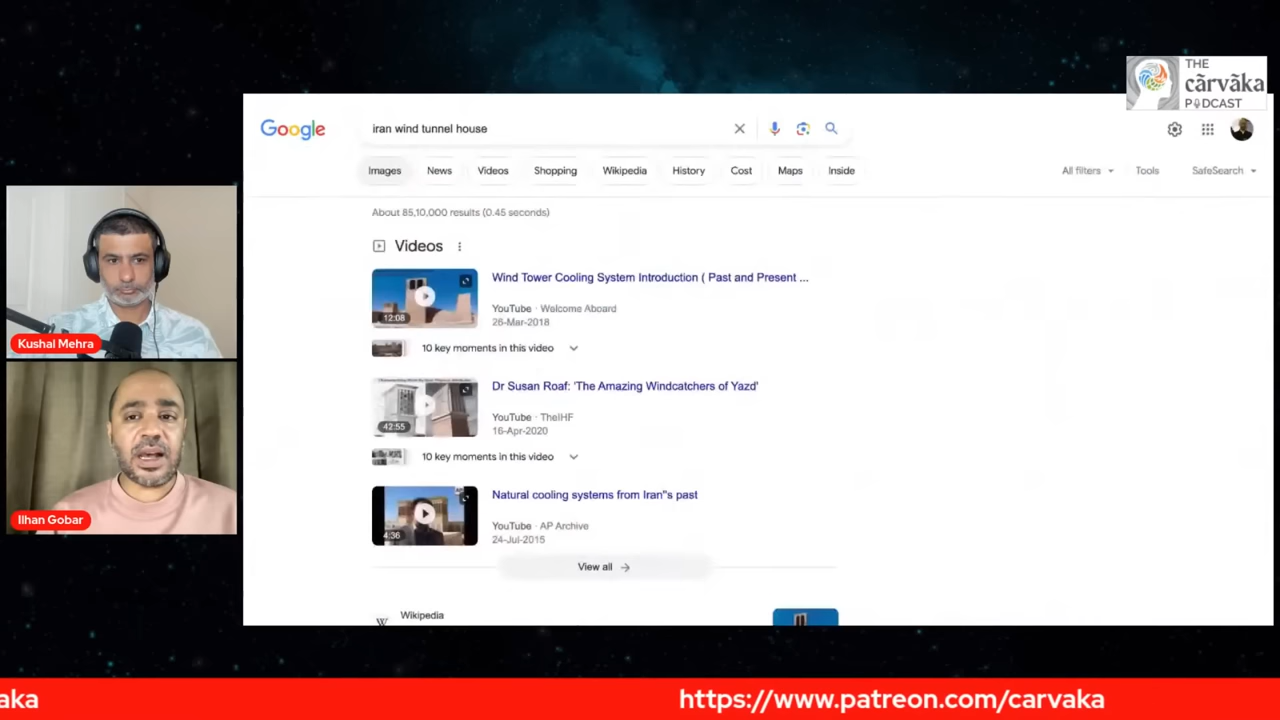 THE
cārvāka
PODCAST
Google
iran wind tunnel house
Images
News
Videos
Shopping
Wikipedia
History
Cost
Maps
Inside
All filters
Tools
SafeSearch
About 85,10,000 results (0.45 seconds)
Videos
Wind Tower Cooling System Introduction ( Past and Present ...
12:08
YouTube · Welcome Aboard
26-Mar-2018
10 key moments in this video
Dr Susan Roaf: 'The Amazing Windcatchers of Yazd'
42:55
YouTube · TheIHF
16-Apr-2020
10 key moments in this video
Natural cooling systems from Iran"s past
4:36
YouTube · AP Archive
24-Jul-2015
View all
W
Wikipedia
Kushal Mehra
Ilhan Gobar
aka
https://www.patreon.com/carvaka